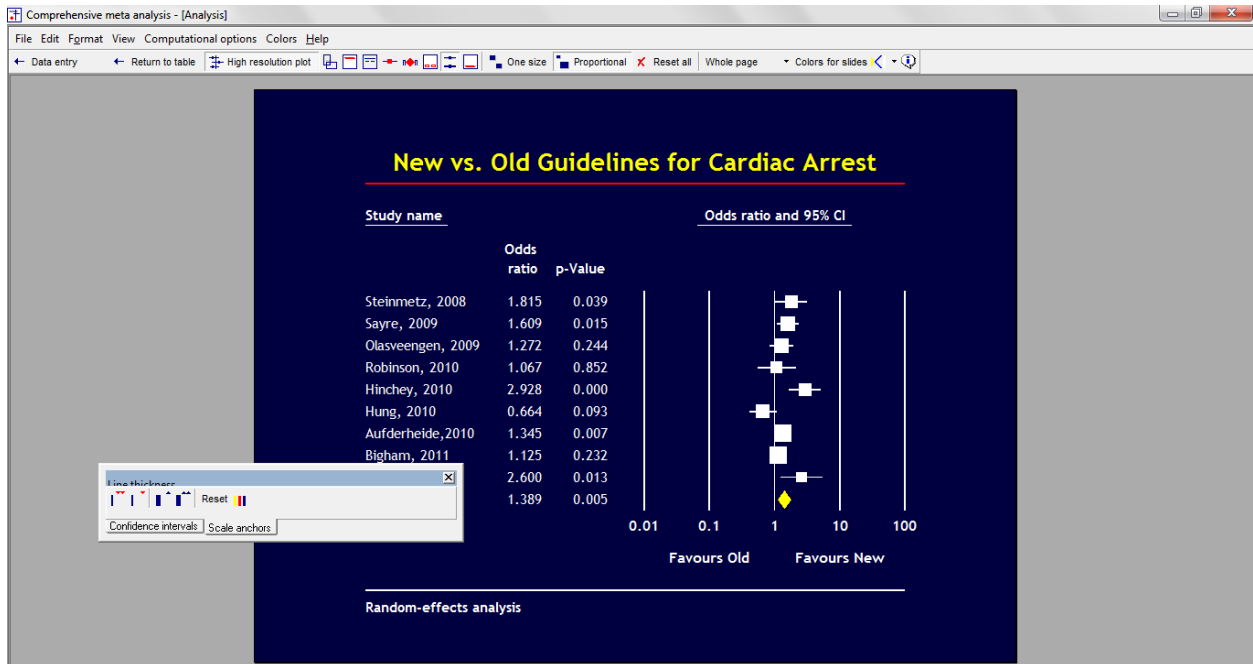 Comprehensive meta analysis - [Analysis]
File Edit Format View Computational options Colors Help
Data entry Return to table High resolution plot One size Proportional Reset all Whole page Colors for slides
New vs. Old Guidelines for Cardiac Arrest
Study name Odds ratio and 95% CI
Odds
ratio p-Value
Steinmetz, 2008 1.815 0.039
Sayre, 2009 1.609 0.015
Olasveengen, 2009 1.272 0.244
Robinson, 2010 1.067 0.852
Hinchey, 2010 2.928 0.000
Hung, 2010 0.664 0.093
Aufderheide,2010 1.345 0.007
Bigham, 2011 1.125 0.232
2.600 0.013
1.389 0.005
Line thickness
Reset
Confidence intervals Scale anchors
0.01 0.1 1 10 100
Favours Old Favours New
Random-effects analysis